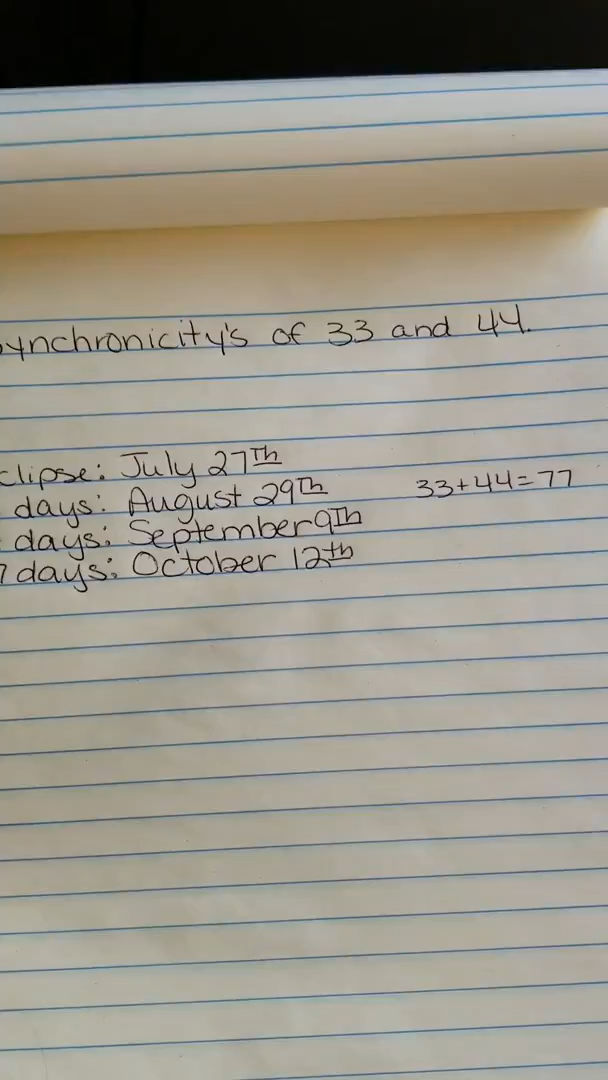 ynchronicity's of 33 and 44.
clipse: July 27Th
days: August 29Th
33+44=77
days: September 9Th
7 days: October 12th